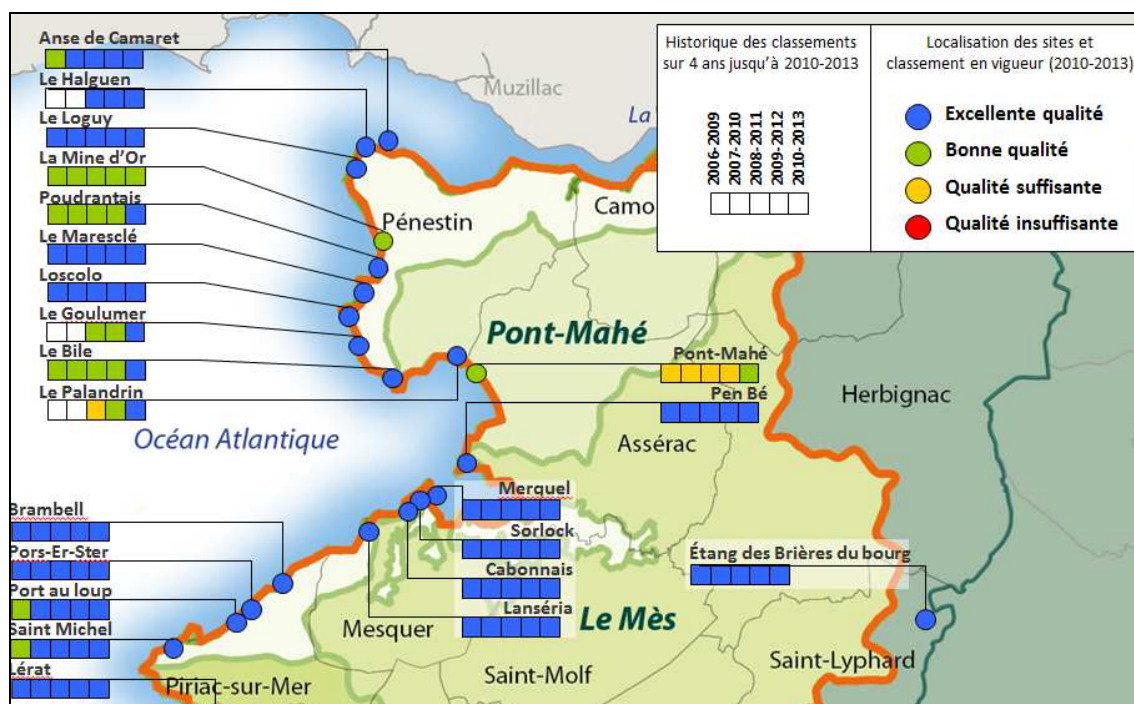 Anse de Camaret
Le Halguen
Le Loguy
La Mine d'Or
Poudrantais
Le Maresclé
Loscolo
Le Goulumer
Le Bile
Le Palandrin
Historique des classements
sur 4 ans jusqu'à 2010-2013
2006-2009
2007-2010
2008-2011
2009-2012
2010-2013
Localisation des sites et
classement en vigueur (2010-2013)
Excellente qualité
Bonne qualité
Qualité suffisante
Qualité insuffisante
Muzillac
La
Pénestin
Camo
Pont-Mahé
Pont-Mahé
Pen Bé
Herbignac
Océan Atlantique
Assérac
Brambell
Pors-Er-Ster
Port au loup
Saint Michel
Lérat
Merquel
Sorlock
Cabonnais
Lanséria
Étang des Brières du bourg
Mesquer
Le Mès
Saint-Lyphard
Piriac-sur-Mer
Saint-Molf